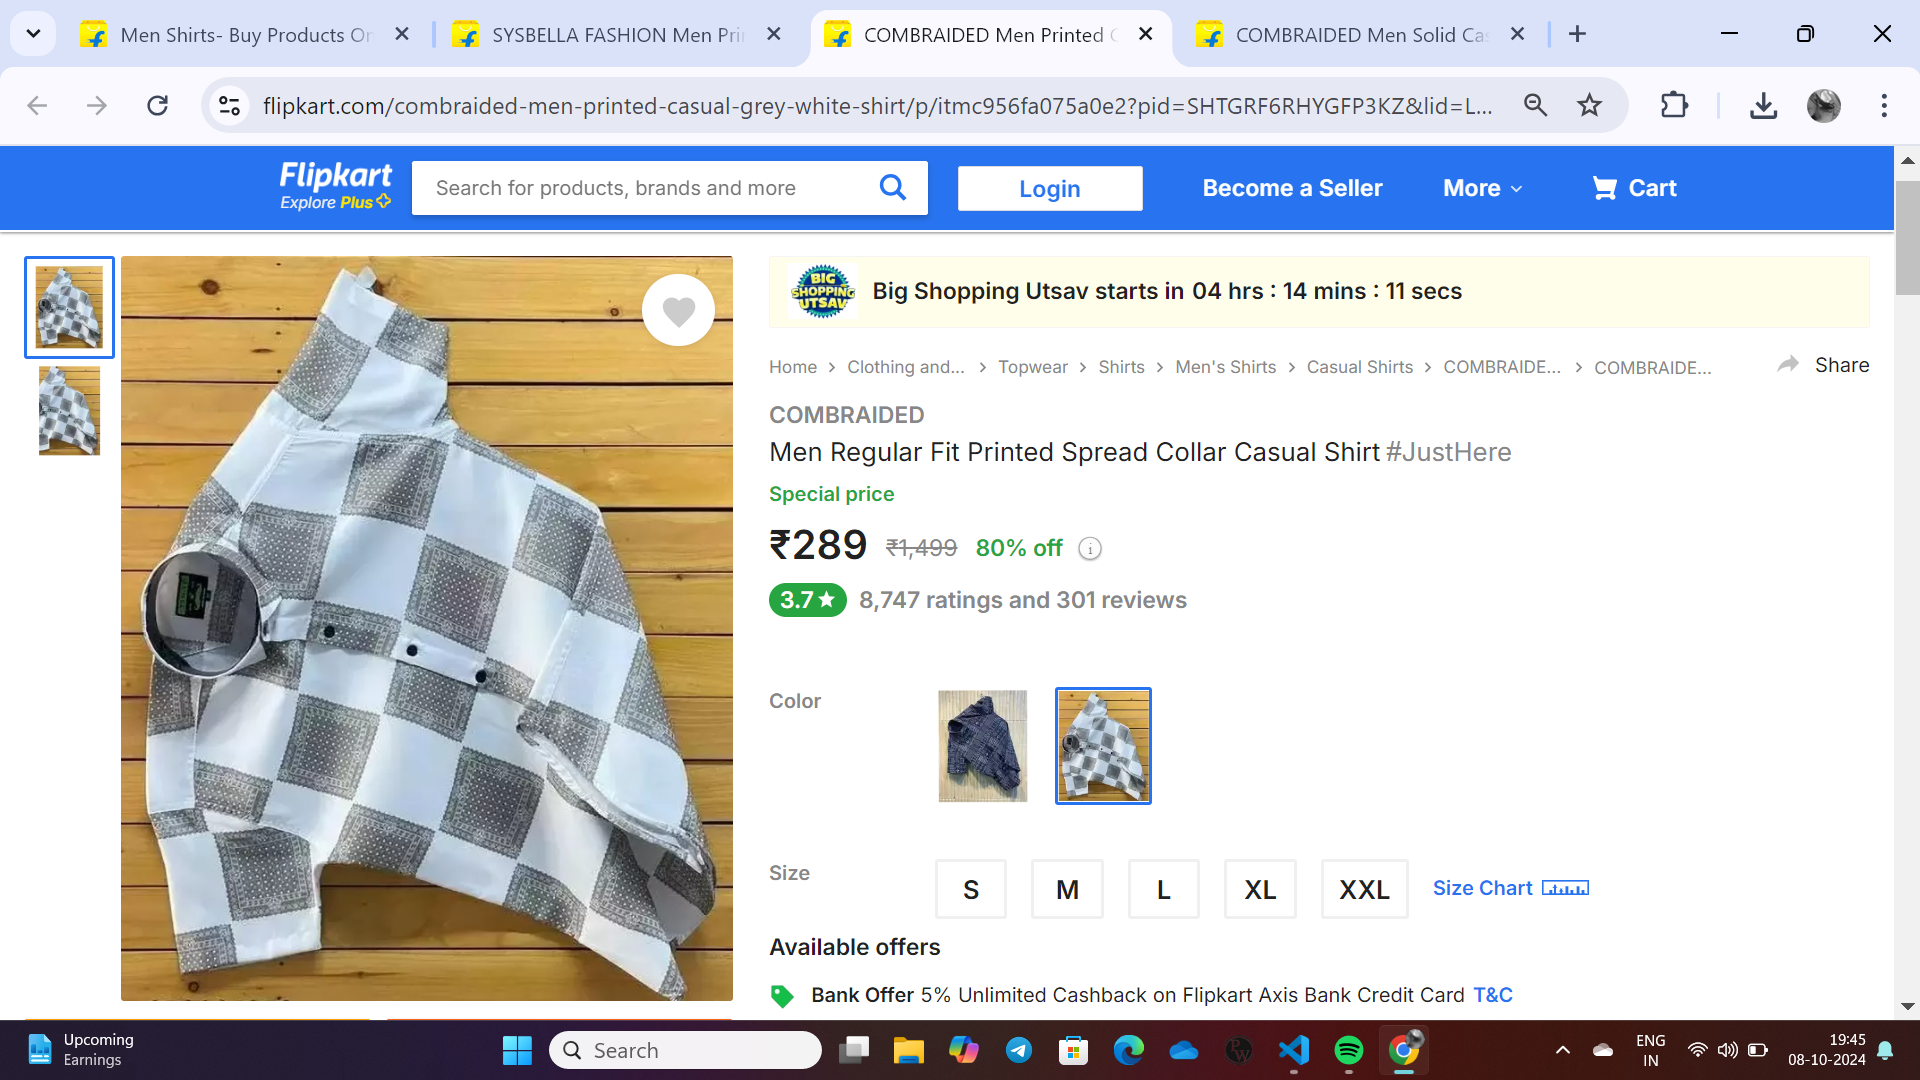 Men Shirts- Buy Products On
SYSBELLA FASHION Men Prin
COMBRAIDED Men Printed C
COMBRAIDED Men Solid Cas
flipkart.com/combraided-men-printed-casual-grey-white-shirt/p/itmc956fa075a0e2?pid=SHTGRF6RHYGFP3KZ&lid=L...
Flipkart
Explore Plus
Search for products, brands and more
Login
Become a Seller
More
Cart
BIG SHOPPING UTSAV
Big Shopping Utsav starts in 04 hrs : 14 mins : 11 secs
Home > Clothing and... > Topwear > Shirts > Men's Shirts > Casual Shirts > COMBRAIDE... > COMBRAIDE...
Share
COMBRAIDED
Men Regular Fit Printed Spread Collar Casual Shirt #JustHere
Special price
₹289 ₹1,499 80% off i
3.7★ 8,747 ratings and 301 reviews
Color
Size
S M L XL XXL
Size Chart
Available offers
Bank Offer 5% Unlimited Cashback on Flipkart Axis Bank Credit Card T&C
Upcoming
Earnings
Search
ENG
IN
19:45
08-10-2024